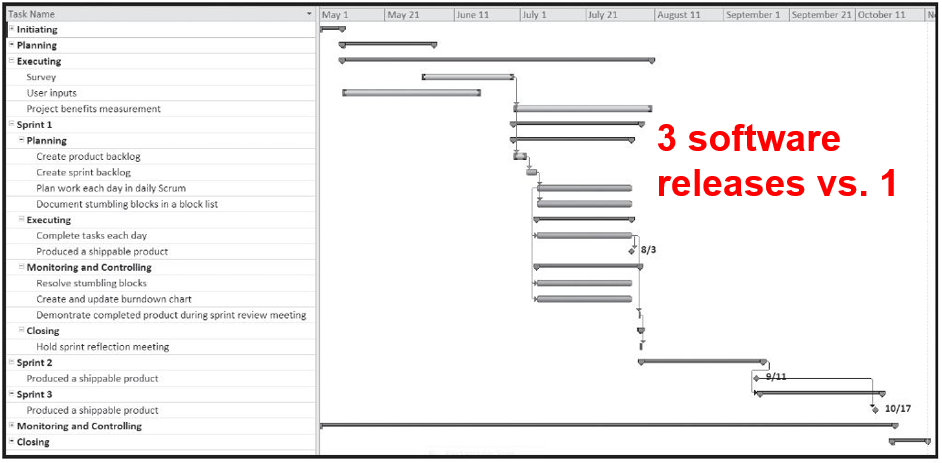 Task Name
May 1 May 21 June 11 July 1 July 21 August 11 September 1 September 21 October 11 No
Initiating
Planning
Executing
Survey
User inputs
Project benefits measurement
Sprint 1
Planning
Create product backlog
Create sprint backlog
Plan work each day in daily Scrum
Document stumbling blocks in a block list
Executing
Complete tasks each day
Produced a shippable product
8/3
Monitoring and Controlling
Resolve stumbling blocks
Create and update burndown chart
Demontrate completed product during sprint review meeting
Closing
Hold sprint reflection meeting
Sprint 2
Produced a shippable product
9/11
Sprint 3
Produced a shippable product
10/17
Monitoring and Controlling
Closing
3 software
releases vs. 1